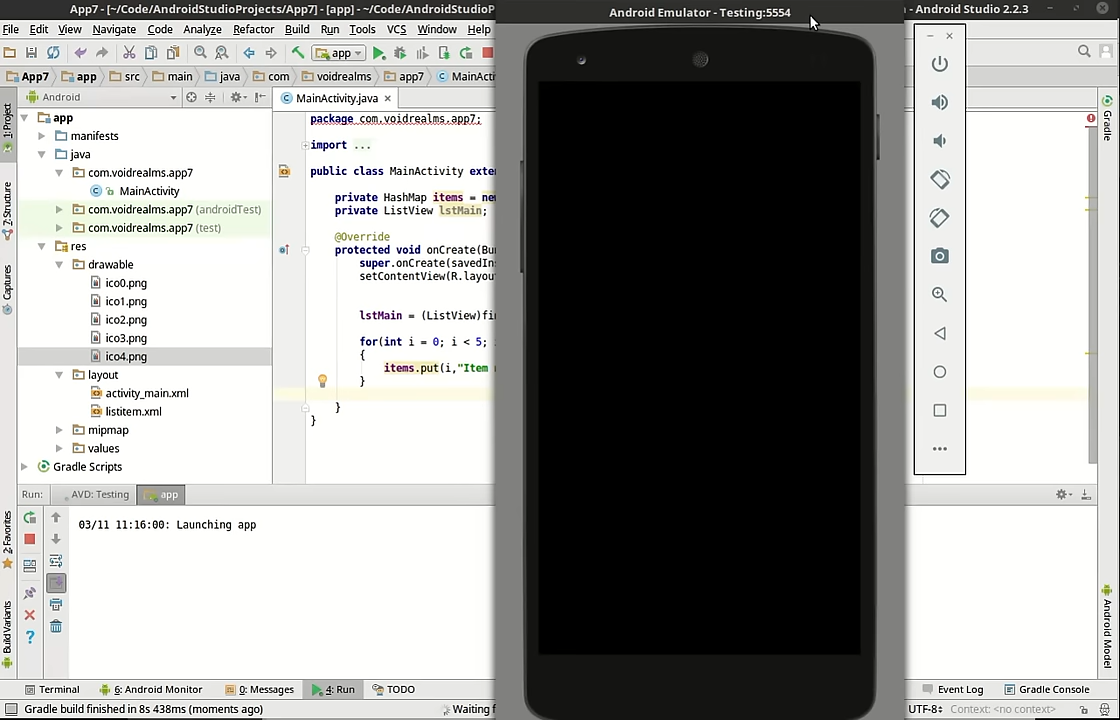 App7 - [~/Code/AndroidStudioProjects/App7] - [app] - ~/Code/AndroidStudioP
Android Emulator - Testing:5554
- Android Studio 2.2.3
File Edit View Navigate Code Analyze Refactor Build Run Tools VCS Window Help
app
App7 app src main java com voidrealms app7 MainActi
Android
MainActivity.java
1: Project
7: Structure
Captures
2: Favorites
Build Variants
Gradle
Android Model
app
manifests
java
com.voidrealms.app7
MainActivity
com.voidrealms.app7 (androidTest)
com.voidrealms.app7 (test)
res
drawable
ico0.png
ico1.png
ico2.png
ico3.png
ico4.png
layout
activity_main.xml
listitem.xml
mipmap
values
Gradle Scripts
package com.voidrealms.app7;
import ...
public class MainActivity exten
private HashMap items = new
private ListView lstMain;
@Override
protected void onCreate(Bun
super.onCreate(savedIns
setContentView(R.layou
lstMain = (ListView)fin
for(int i = 0; i < 5;
{
items.put(i,"Item
}
}
}
Run: AVD: Testing app
03/11 11:16:00: Launching app
Terminal 6: Android Monitor 0: Messages 4: Run TODO Event Log Gradle Console
Gradle build finished in 8s 438ms (moments ago) Waiting f UTF-8 Context: <no context>